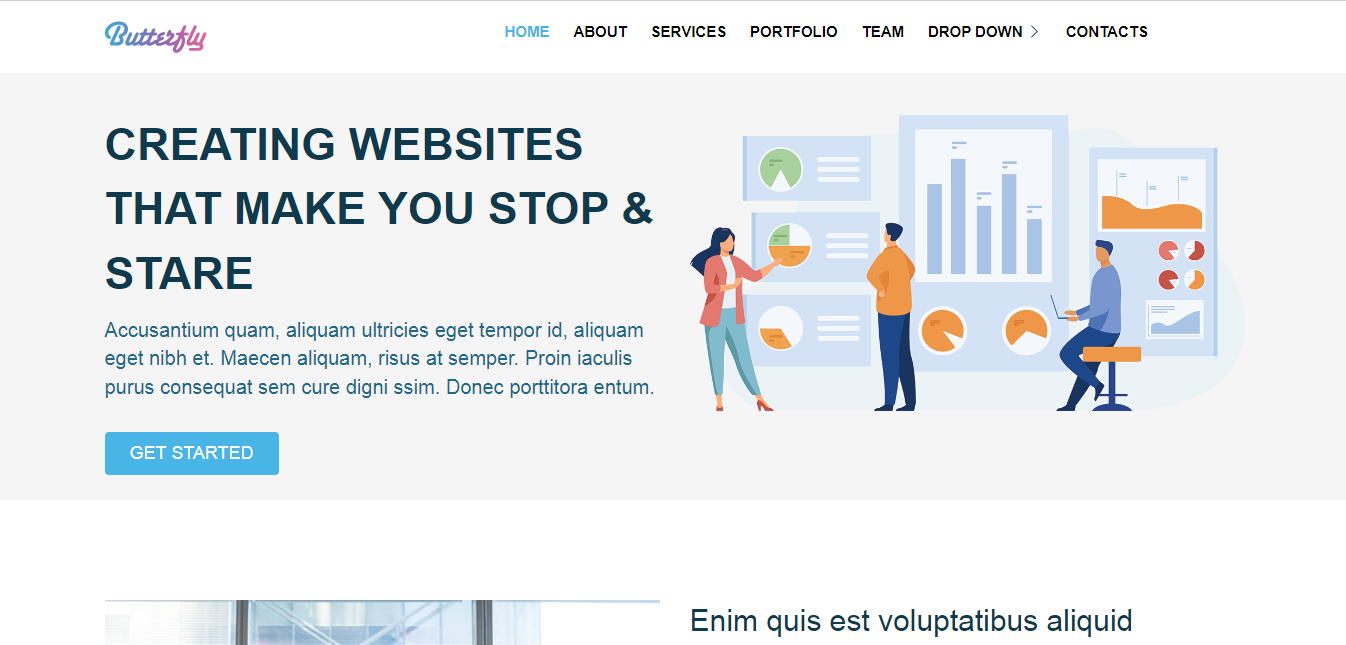 Butterfly
HOME ABOUT SERVICES PORTFOLIO TEAM DROP DOWN CONTACTS
CREATING WEBSITES
THAT MAKE YOU STOP &
STARE
Accusantium quam, aliquam ultricies eget tempor id, aliquam
eget nibh et. Maecen aliquam, risus at semper. Proin iaculis
purus consequat sem cure digni ssim. Donec porttitora entum.
GET STARTED
Enim quis est voluptatibus aliquid